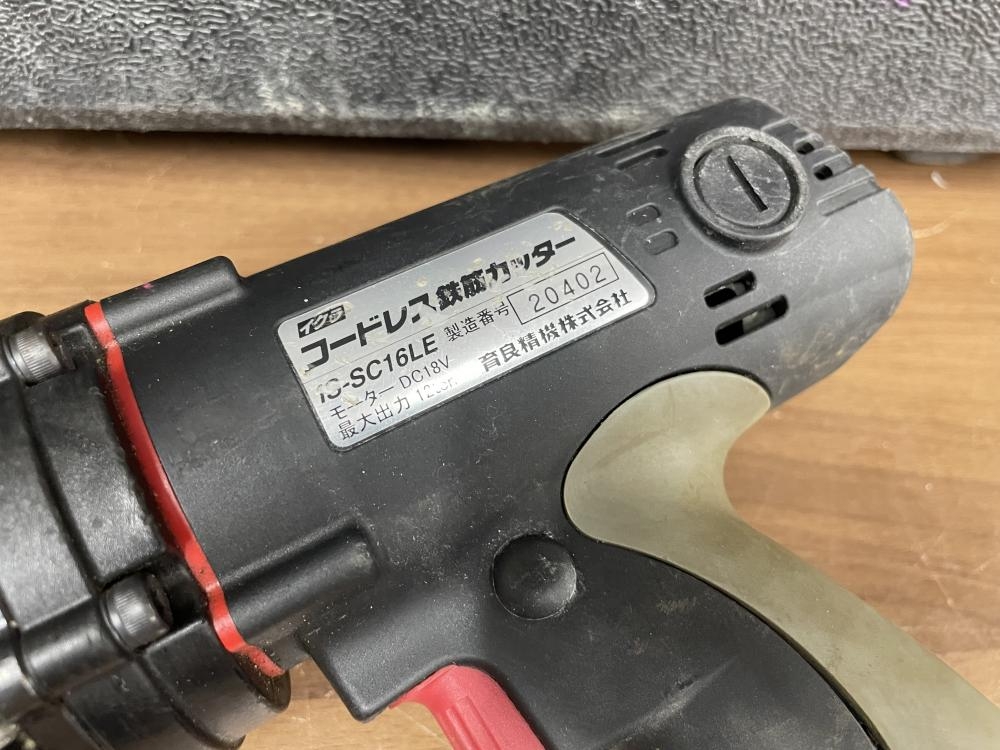 イクラ
コードレス鉄筋カッター
IS-SC16LE 製造番号 20402
モーター DC18V
最大出力 育良精機株式会社